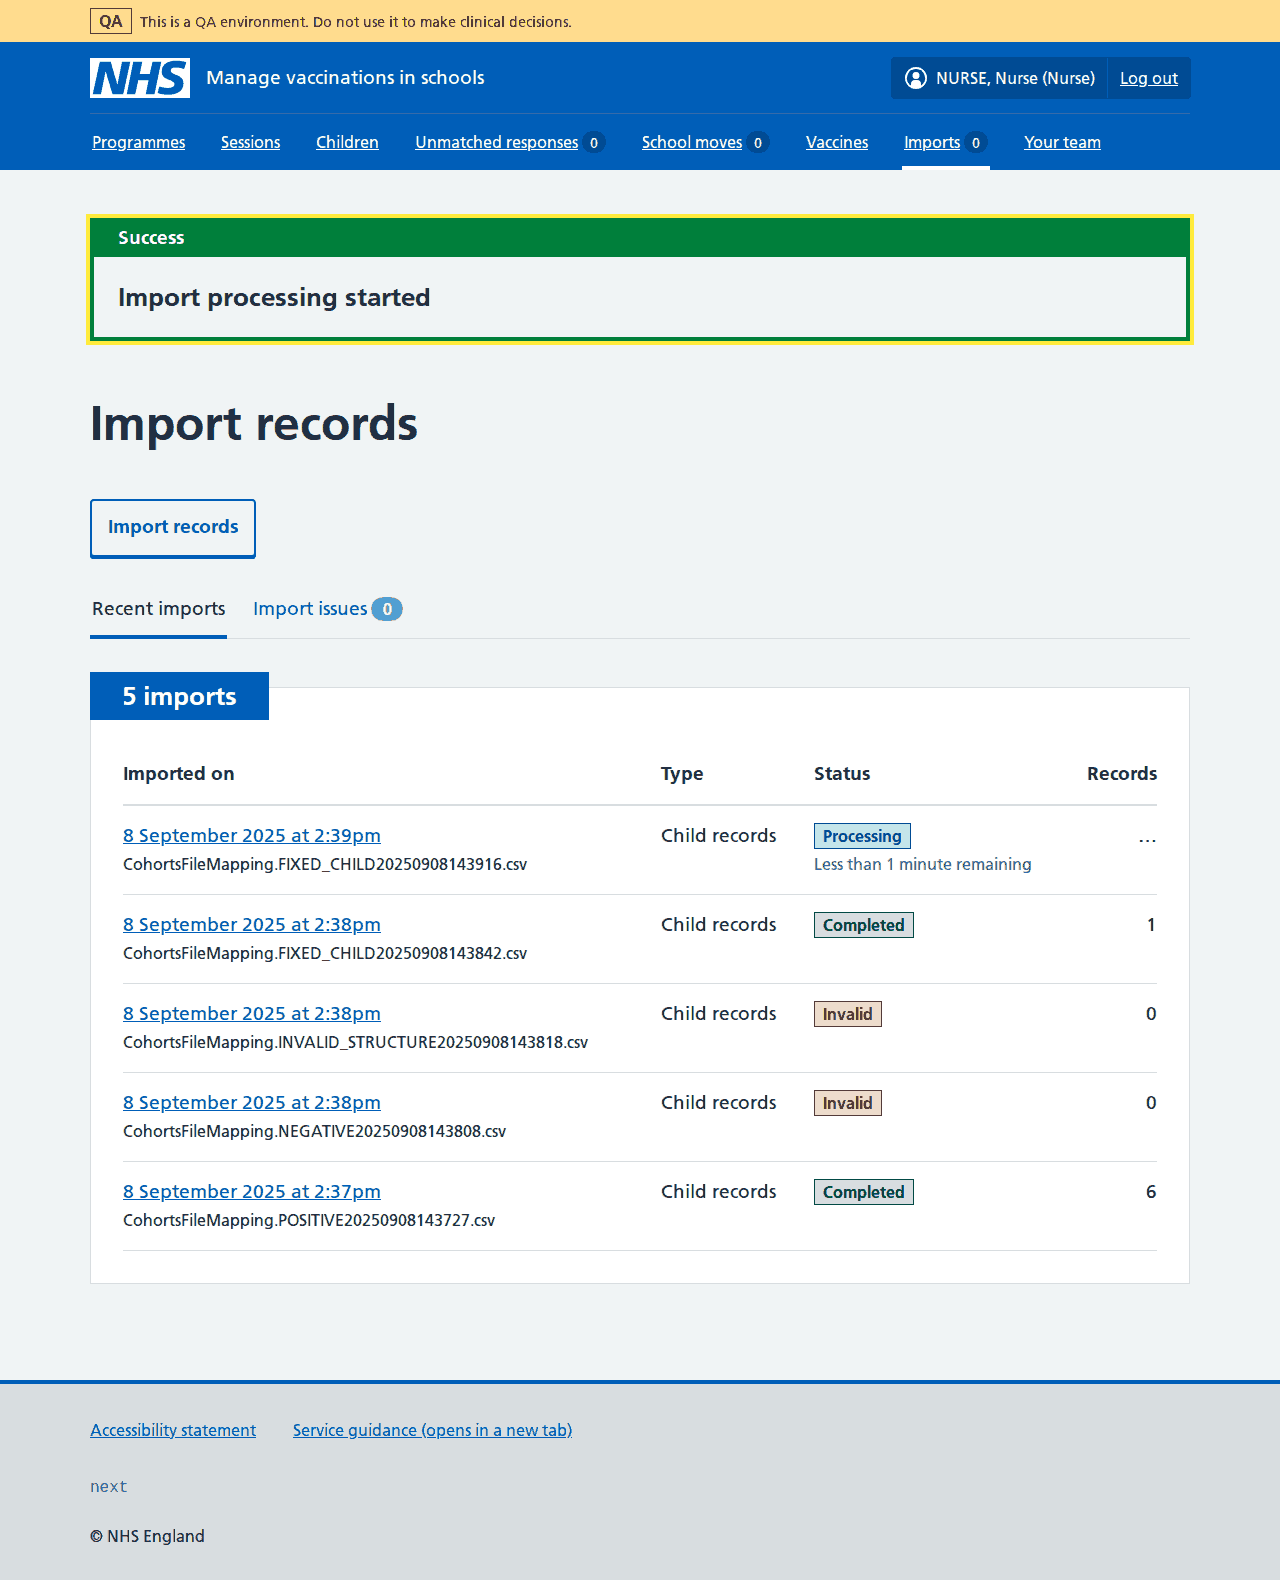 QA This is a QA environment. Do not use it to make clinical decisions.
NHS Manage vaccinations in schools NURSE, Nurse (Nurse) Log out
Programmes Sessions Children Unmatched responses 0 School moves 0 Vaccines Imports 0 Your team
Success
Import processing started
Import records
Import records
Recent imports Import issues 0
5 imports
Imported on Type Status Records
8 September 2025 at 2:39pm Child records Processing ...
CohortsFileMapping.FIXED_CHILD20250908143916.csv Less than 1 minute remaining
8 September 2025 at 2:38pm Child records Completed 1
CohortsFileMapping.FIXED_CHILD20250908143842.csv
8 September 2025 at 2:38pm Child records Invalid 0
CohortsFileMapping.INVALID_STRUCTURE20250908143818.csv
8 September 2025 at 2:38pm Child records Invalid 0
CohortsFileMapping.NEGATIVE20250908143808.csv
8 September 2025 at 2:37pm Child records Completed 6
CohortsFileMapping.POSITIVE20250908143727.csv
Accessibility statement Service guidance (opens in a new tab)
next
© NHS England